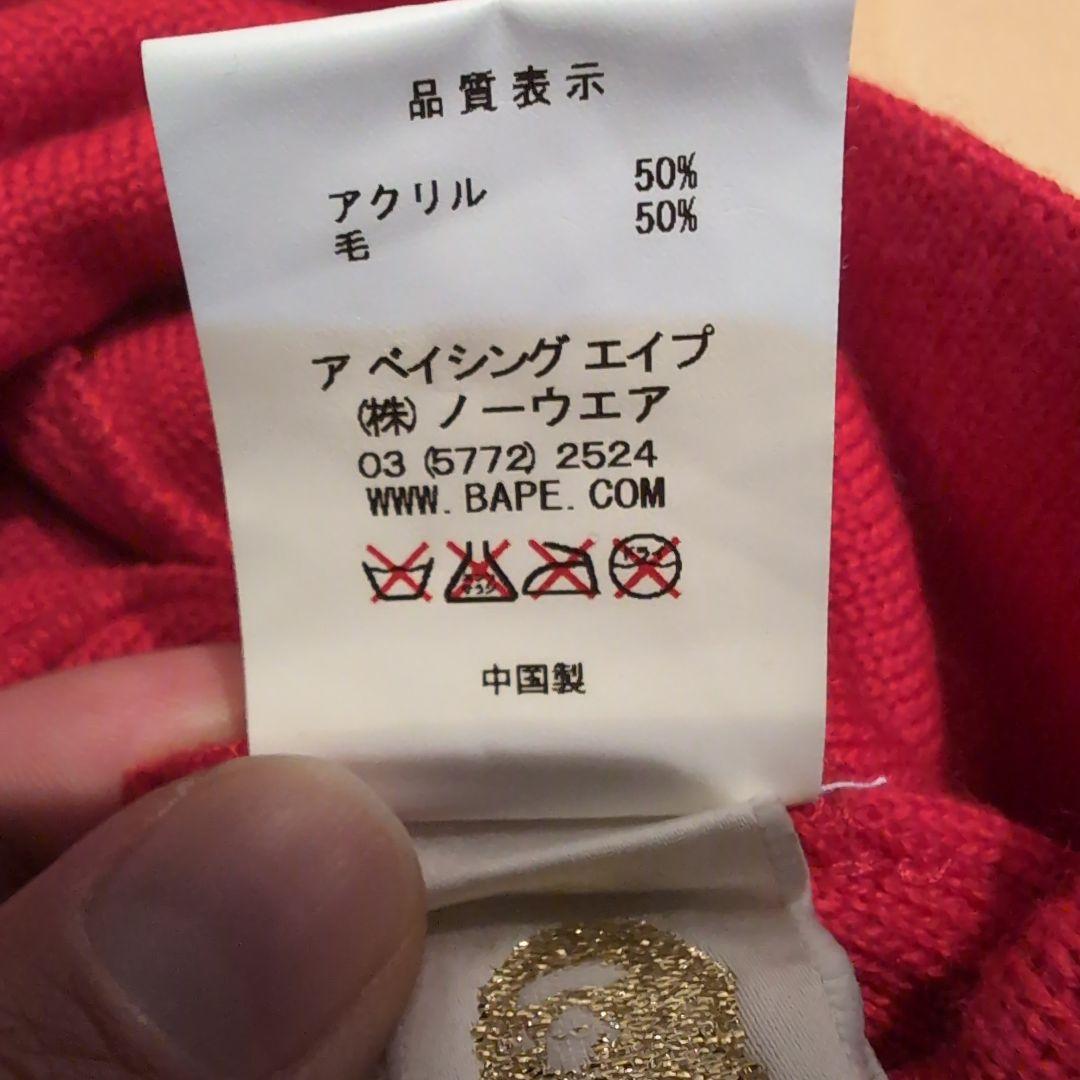 品質表示
アクリル 50%
毛 50%
ア ベイシング エイプ
(株) ノーウエア
03 (5772) 2524
WWW. BAPE. COM
中国製